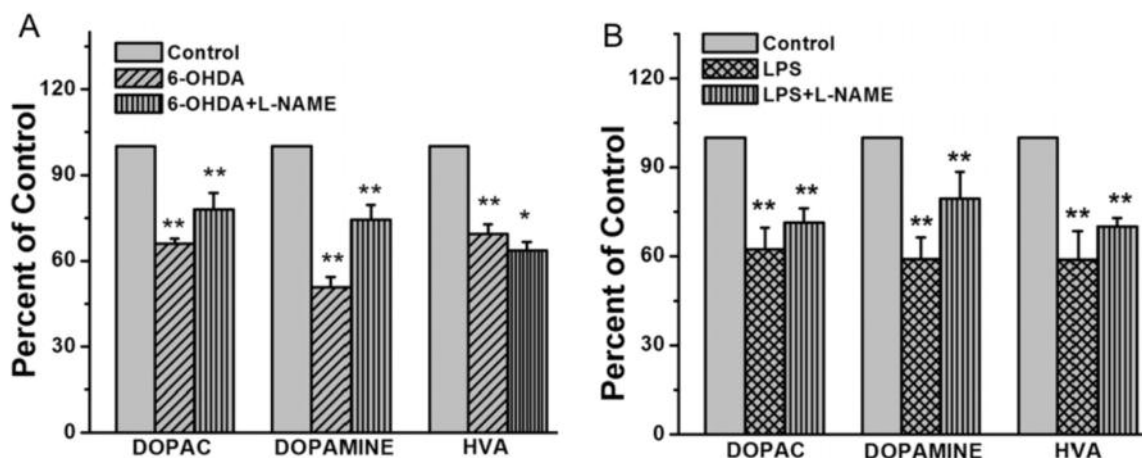 A
Control
6-OHDA
6-OHDA+L-NAME
Percent of Control
120
90
60
30
0
** ** ** ** ** *
DOPAC DOPAMINE HVA
B
Control
LPS
LPS+L-NAME
Percent of Control
120
90
60
30
0
** ** ** ** ** **
DOPAC DOPAMINE HVA